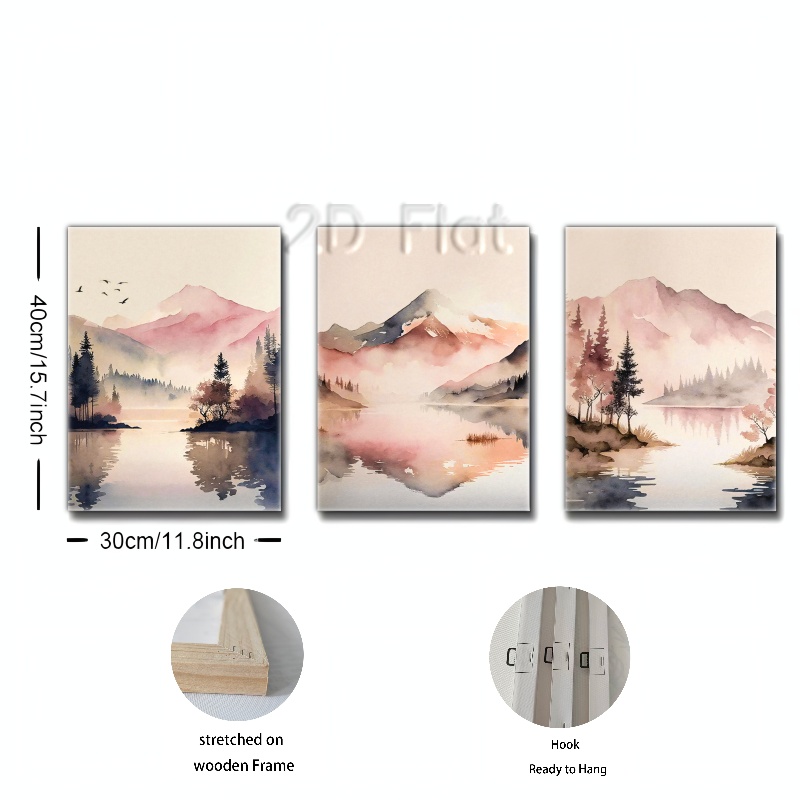 2D Flat
40cm/15.7inch
30cm/11.8inch
stretched on
wooden Frame
Hook
Ready to Hang